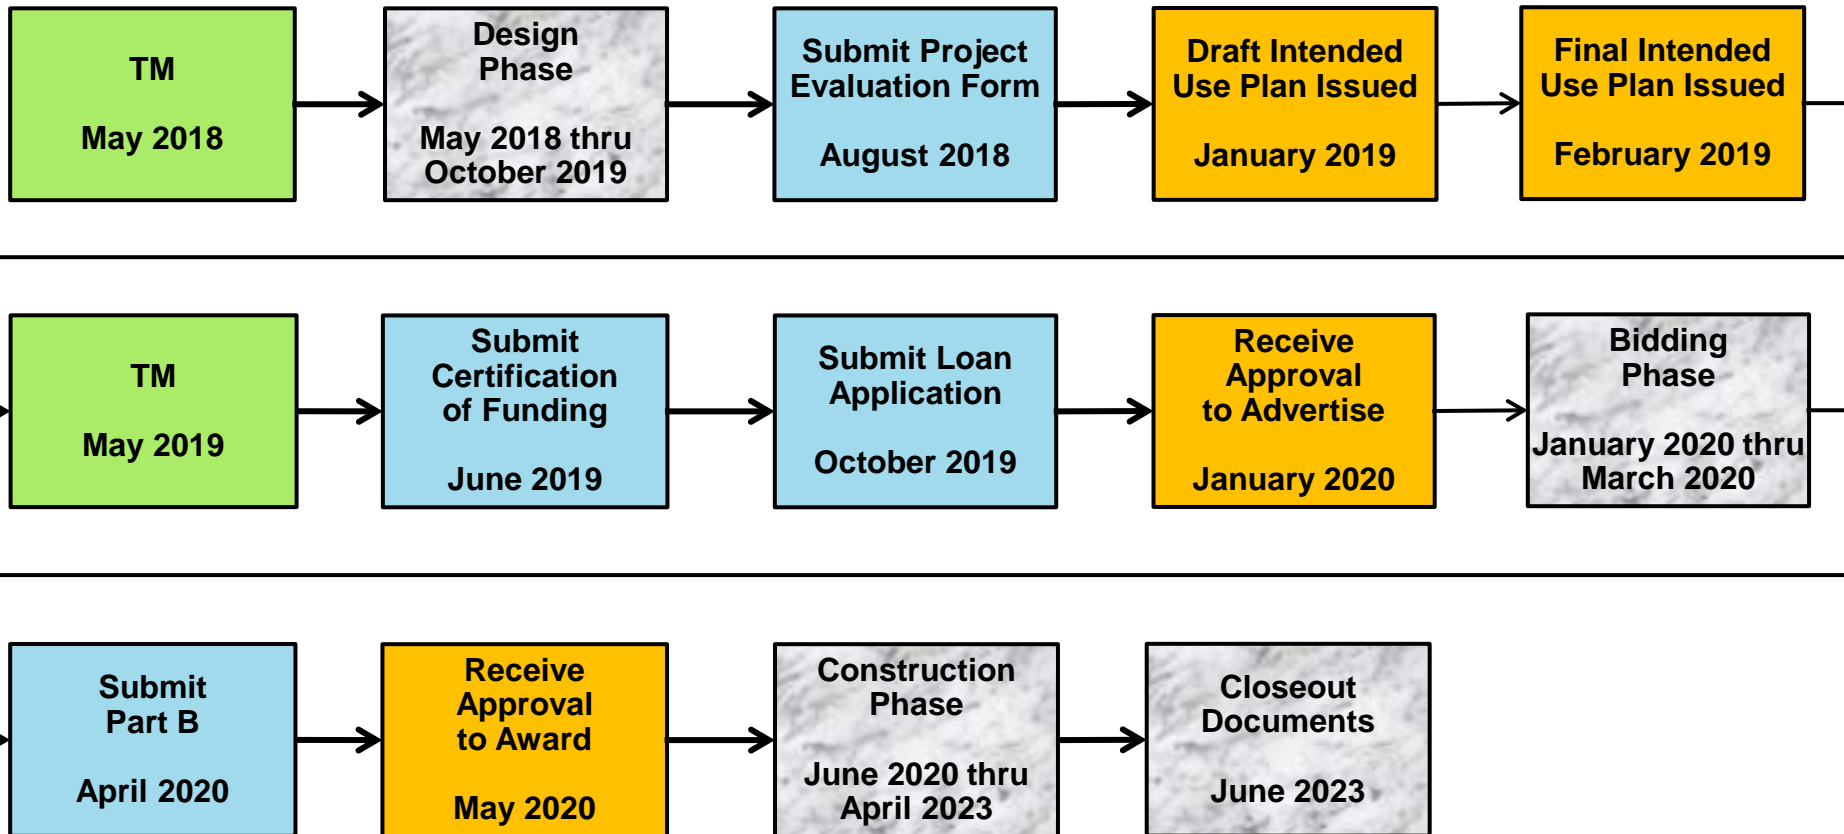 TM
May 2018
Design
Phase
May 2018 thru
October 2019
Submit Project
Evaluation Form
August 2018
Draft Intended
Use Plan Issued
January 2019
Final Intended
Use Plan Issued
February 2019
TM
May 2019
Submit
Certification
of Funding
June 2019
Submit Loan
Application
October 2019
Receive
Approval
to Advertise
January 2020
Bidding
Phase
January 2020 thru
March 2020
Submit
Part B
April 2020
Receive
Approval
to Award
May 2020
Construction
Phase
June 2020 thru
April 2023
Closeout
Documents
June 2023